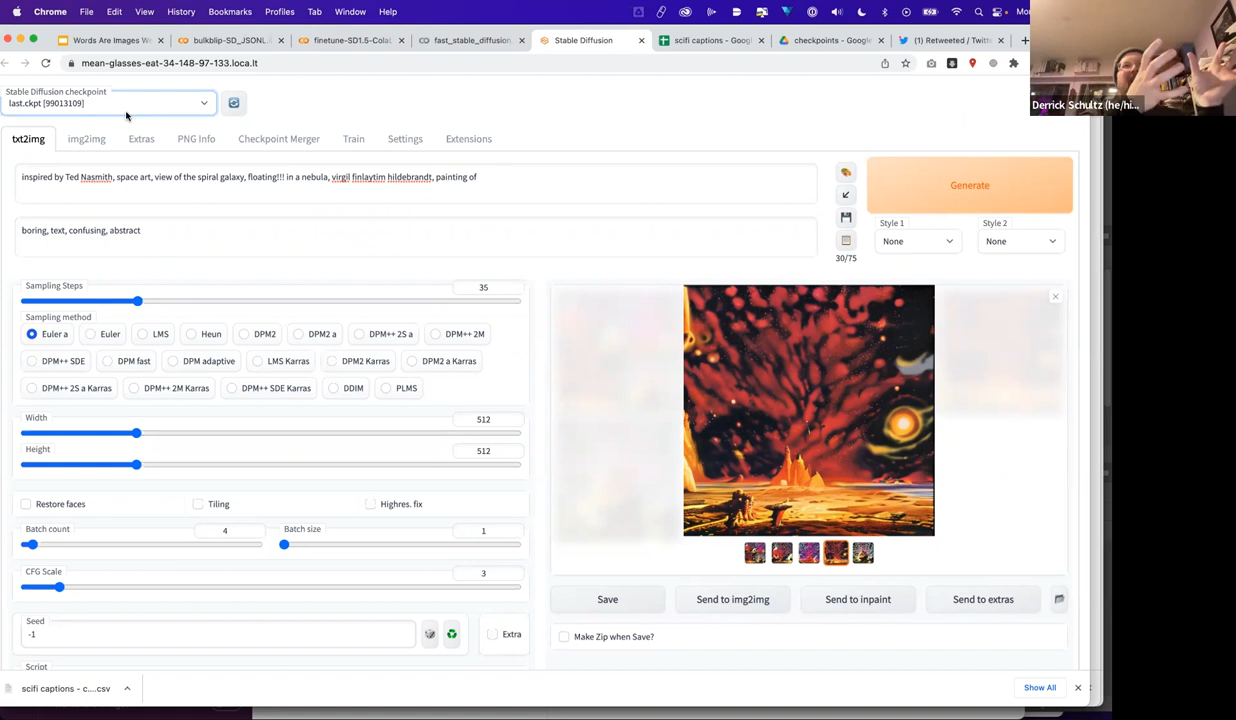 Chrome File Edit View History Bookmarks Profiles Tab Window Help
Words Are Images W
bulkblip-SD_JSONL.i
finetune-SD1.5-Cola
fast_stable_diffusion_
Stable Diffusion
scifi captions - Goog
checkpoints - Google
(1) Retweeted / Twitt
mean-glasses-eat-34-148-97-133.loca.lt
Derrick Schultz (he/hi...
Stable Diffusion checkpoint
last.ckpt [99013109]
txt2img img2img Extras PNG Info Checkpoint Merger Train Settings Extensions
inspired by Ted Nasmith, space art, view of the spiral galaxy, floating!!! in a nebula, virgil finlaytim hildebrandt, painting of
boring, text, confusing, abstract
30/75
Generate
Style 1 Style 2
None None
Sampling Steps 35
Sampling method
Euler a Euler LMS Heun DPM2 DPM2 a DPM++ 2S a DPM++ 2M
DPM++ SDE DPM fast DPM adaptive LMS Karras DPM2 Karras DPM2 a Karras
DPM++ 2S a Karras DPM++ 2M Karras DPM++ SDE Karras DDIM PLMS
Width 512
Height 512
Restore faces Tiling Highres. fix
Batch count 4 Batch size 1
CFG Scale 3
Seed
-1
Extra
Script
Save Send to img2img Send to inpaint Send to extras
Make Zip when Save?
scifi captions - c....csv
Show All